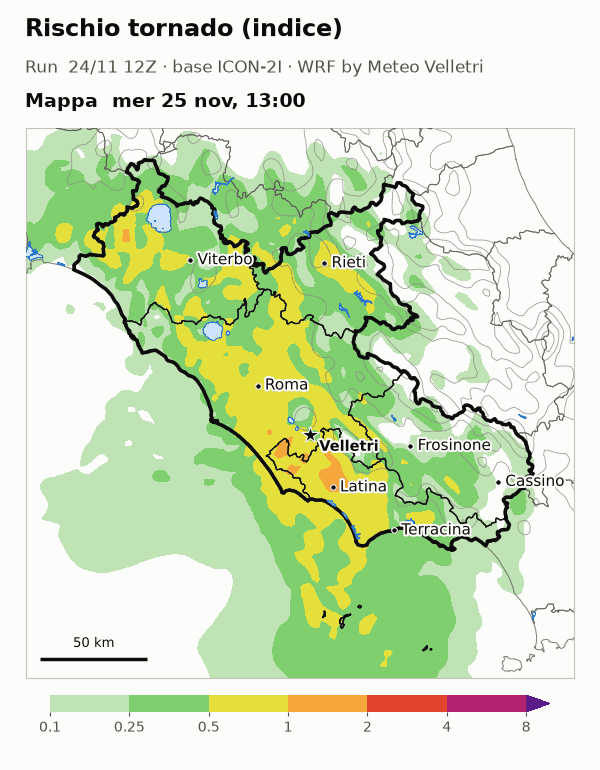 Rischio tornado (indice)
Run  24/11 12Z · base ICON-2I · WRF by Meteo Velletri
Mappa  mer 25 nov, 13:00
Viterbo
Rieti
Roma
Velletri
Frosinone
Cassino
Latina
Terracina
50 km
0.1 0.25 0.5 1 2 4 8